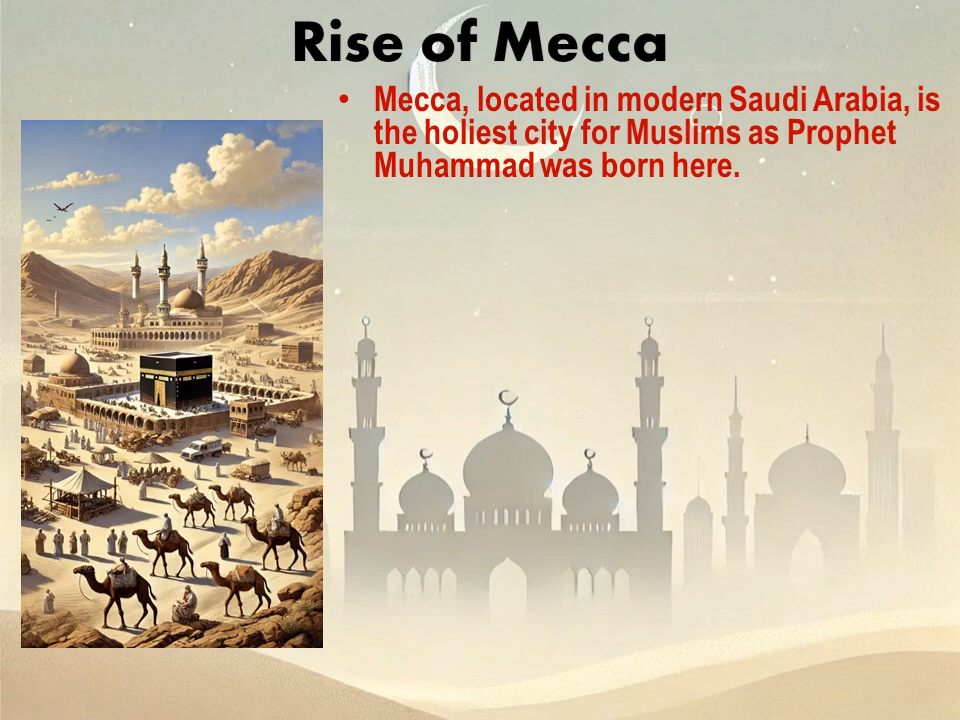 Rise of Mecca
• Mecca, located in modern Saudi Arabia, is
the holiest city for Muslims as Prophet
Muhammad was born here.